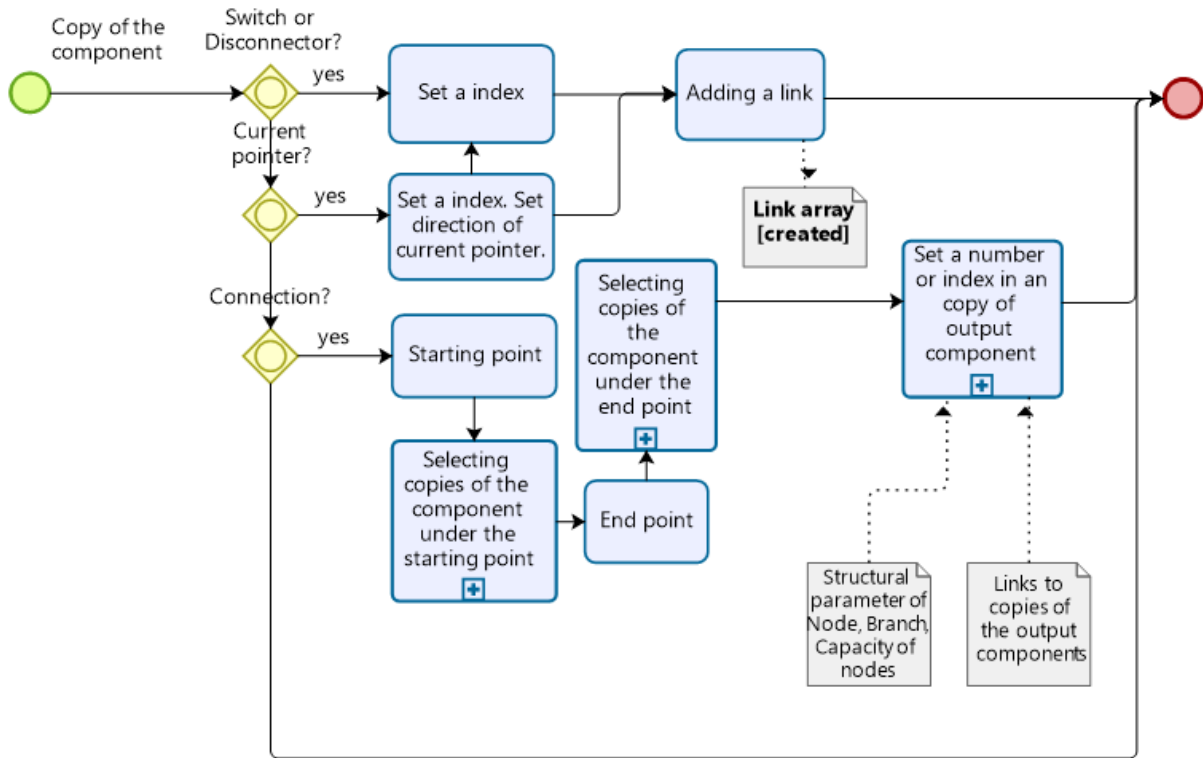 Copy of the
component
Switch or
Disconnector?
yes
Set a index
Adding a link
Current
pointer?
yes
Set a index. Set
direction of
current pointer.
Link array
[created]
Connection?
yes
Starting point
Selecting
copies of
the
component
under the
end point
Set a number
or index in an
copy of
output
component
Selecting
copies of the
component
under the
starting point
End point
Structural
parameter of
Node, Branch,
Capacity of
nodes
Links to
copies of
the output
components